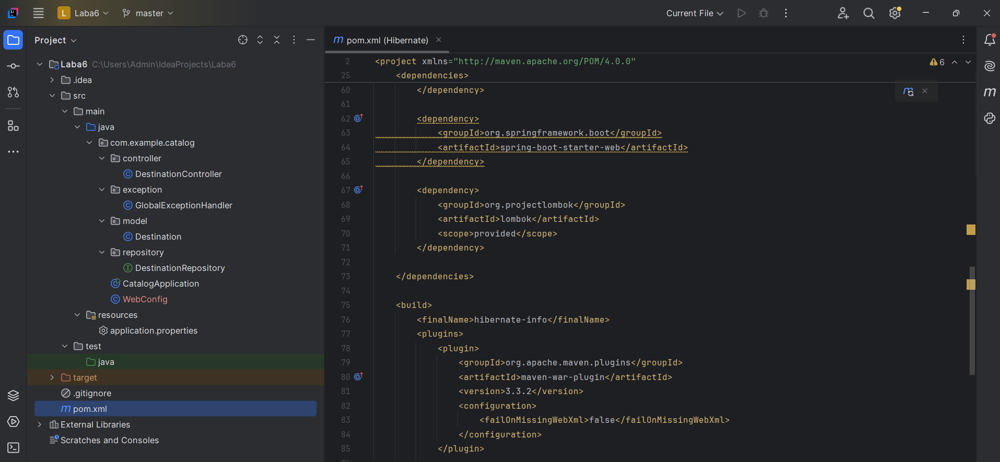 L Laba6 master Current File
Project
Laba6 C:\Users\Admin\IdeaProjects\Laba6
.idea
src
main
java
com.example.catalog
controller
DestinationController
exception
GlobalExceptionHandler
model
Destination
repository
DestinationRepository
CatalogApplication
WebConfig
resources
application.properties
test
java
target
.gitignore
pom.xml
External Libraries
Scratches and Consoles
pom.xml (Hibernate)
6
2 <project xmlns="http://maven.apache.org/POM/4.0.0"
25 <dependencies>
60 </dependency>
61
62 <dependency>
63 <groupId>org.springframework.boot</groupId>
64 <artifactId>spring-boot-starter-web</artifactId>
65 </dependency>
66
67 <dependency>
68 <groupId>org.projectlombok</groupId>
69 <artifactId>lombok</artifactId>
70 <scope>provided</scope>
71 </dependency>
72
73 </dependencies>
74
75 <build>
76 <finalName>hibernate-info</finalName>
77 <plugins>
78 <plugin>
79 <groupId>org.apache.maven.plugins</groupId>
80 <artifactId>maven-war-plugin</artifactId>
81 <version>3.3.2</version>
82 <configuration>
83 <failOnMissingWebXml>false</failOnMissingWebXml>
84 </configuration>
85 </plugin>